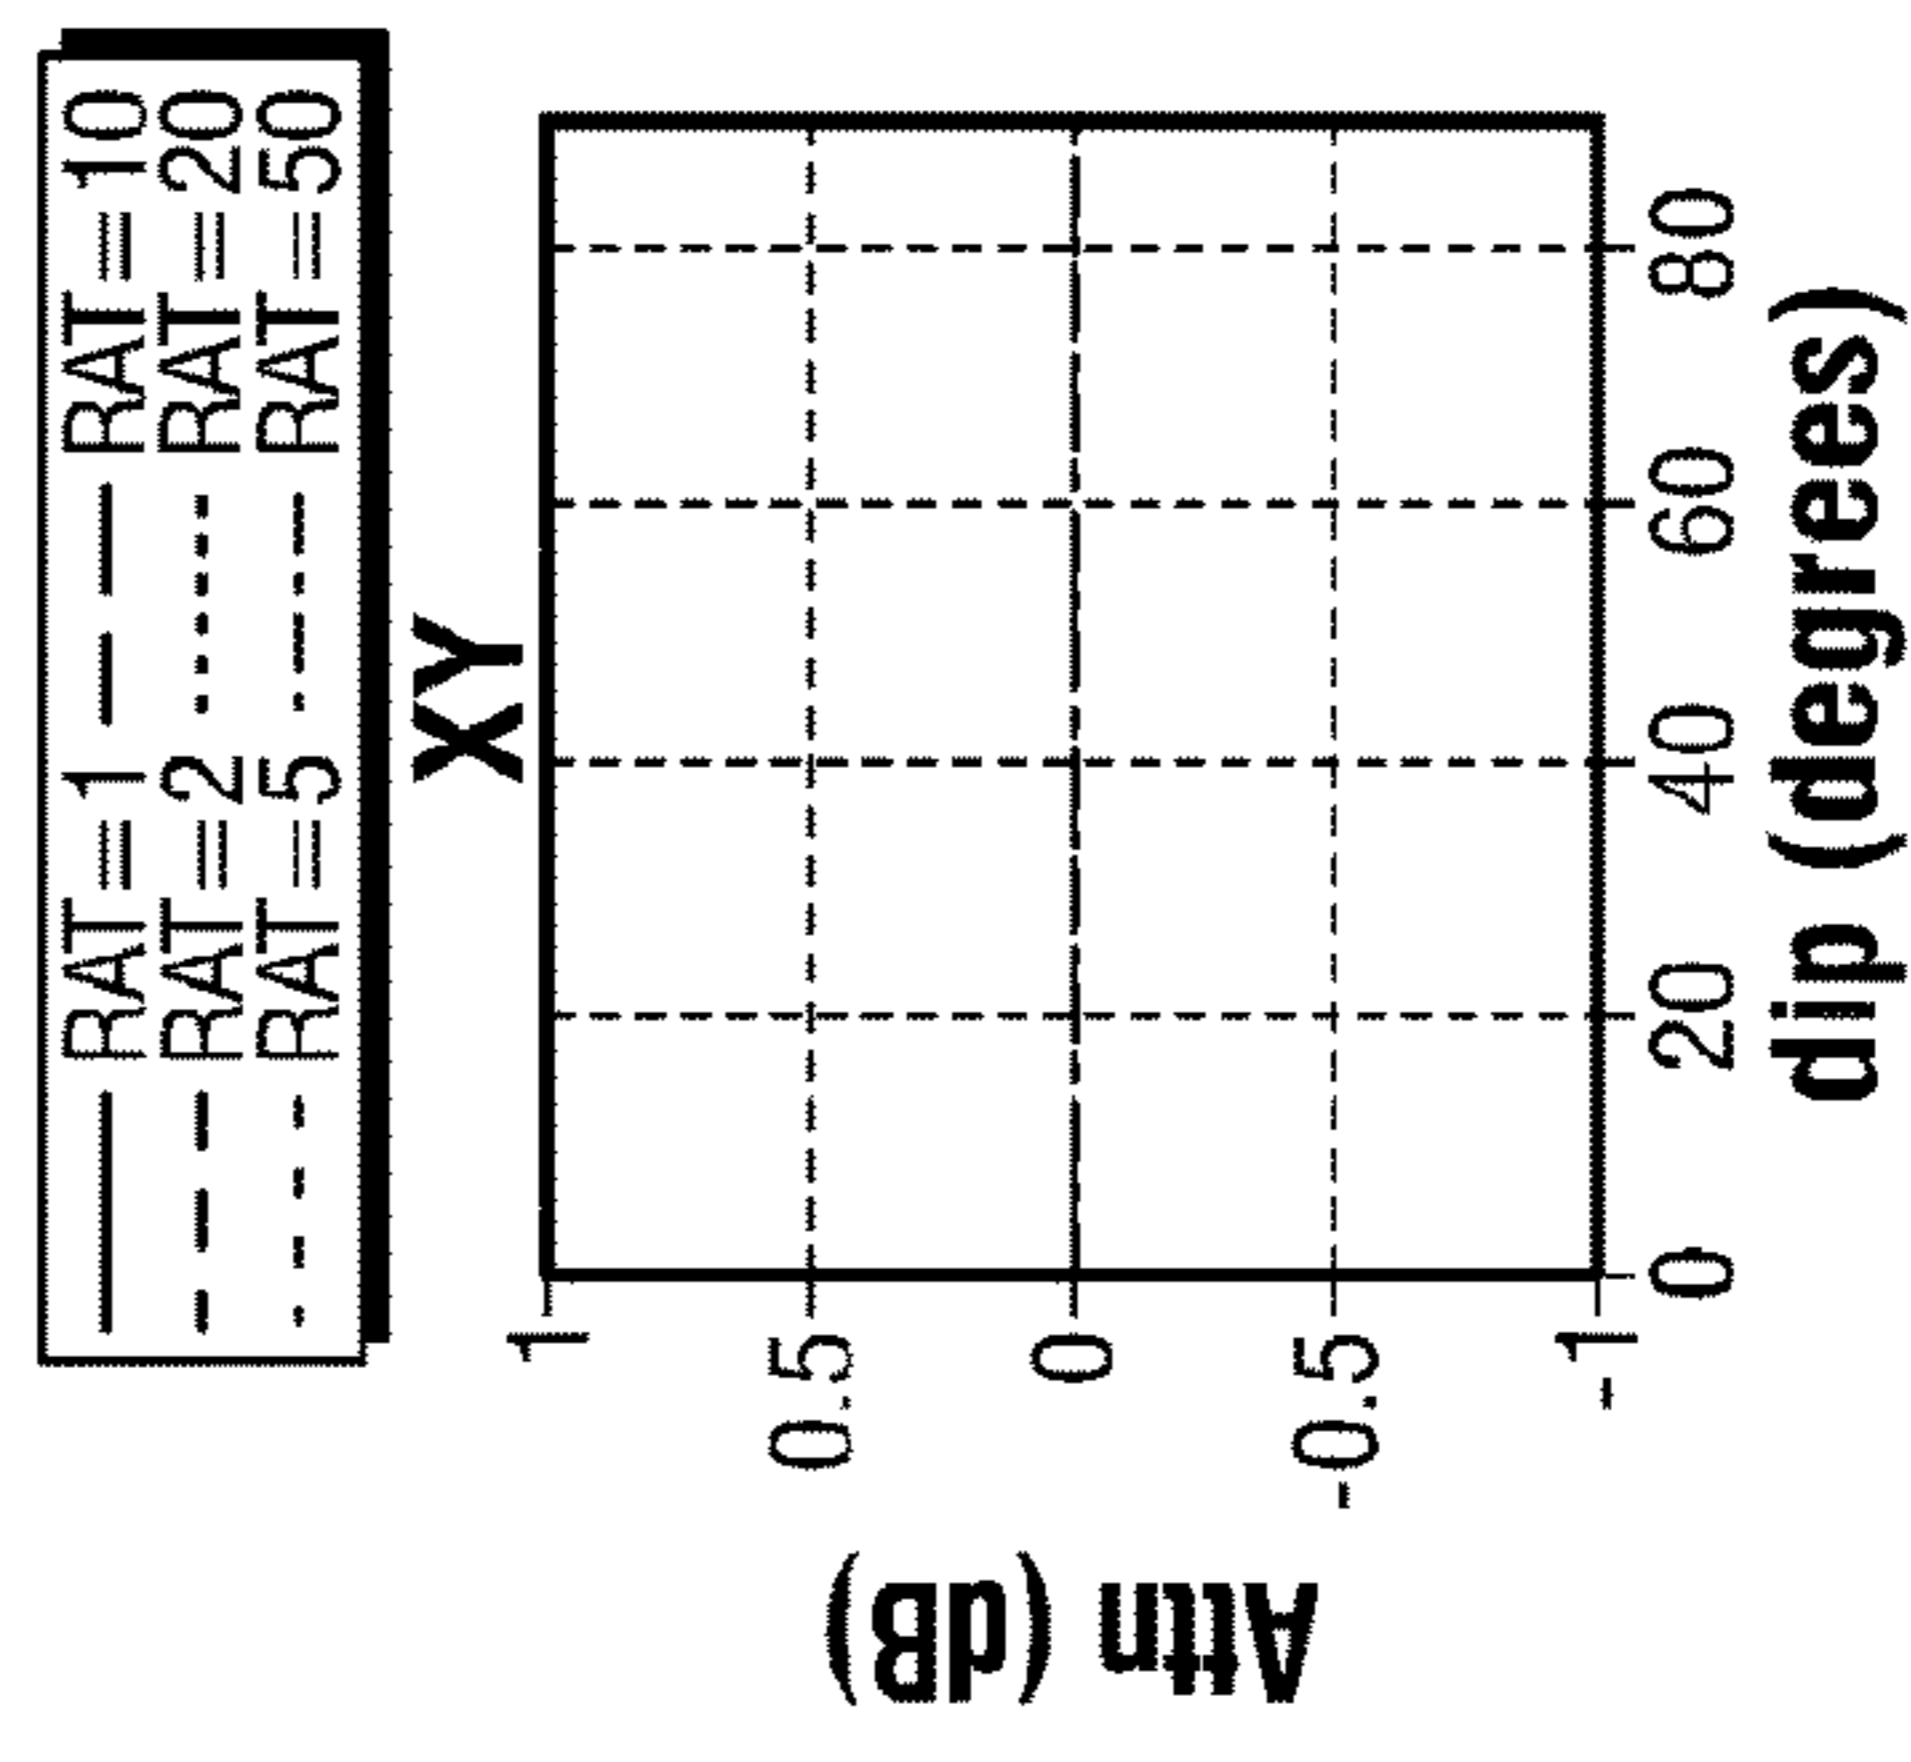 RAT=1 RAT=10
RAT=2 RAT=20
RAT=5 RAT=50
XY
1
0.5
0
-0.5
-1
Attn (dB)
0 20 40 60 80
dip (degrees)